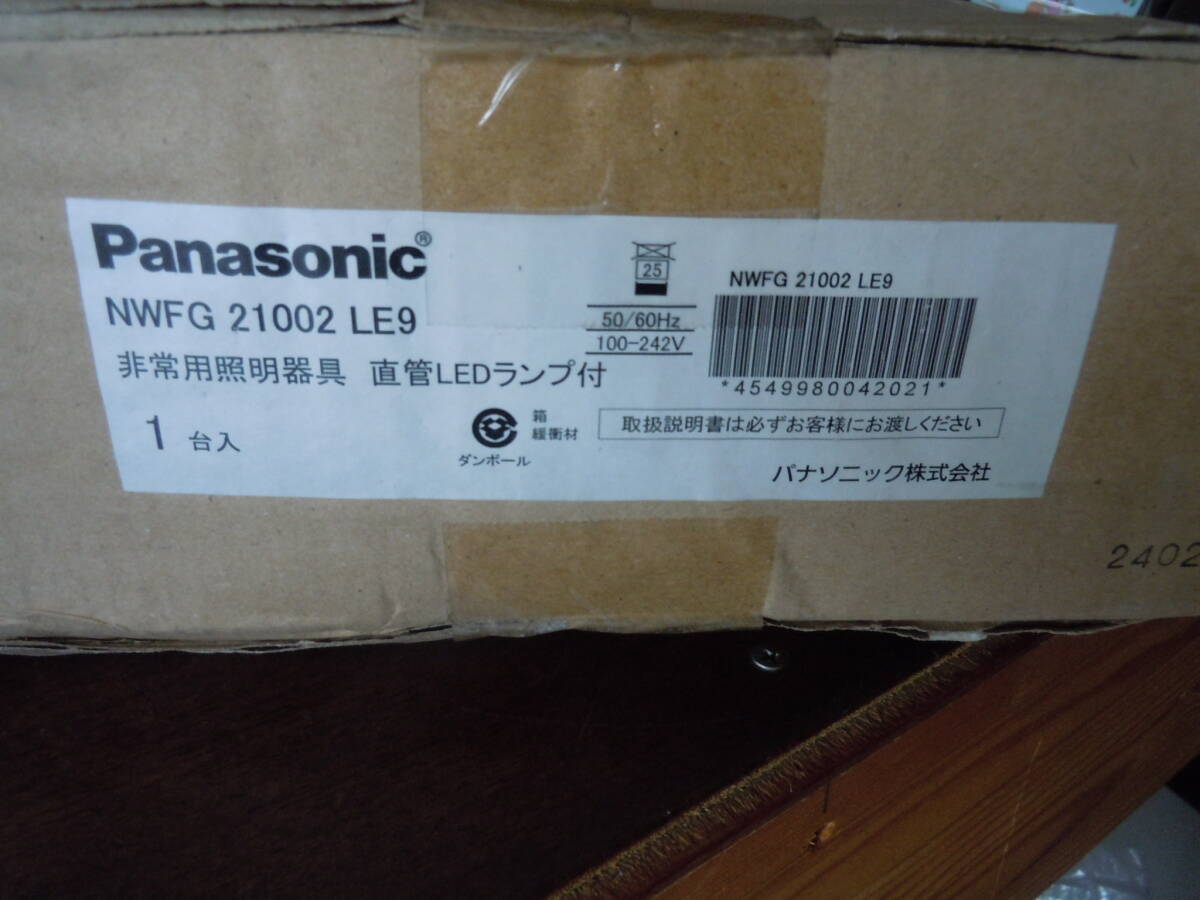 Panasonic®
NWFG 21002 LE9
非常用照明器具 直管LEDランプ付
1 台入
25
50/60Hz
100-242V
NWFG 21002 LE9
*4549980042021*
箱
緩衝材
ダンボール
取扱説明書は必ずお客様にお渡しください
パナソニック株式会社
2402